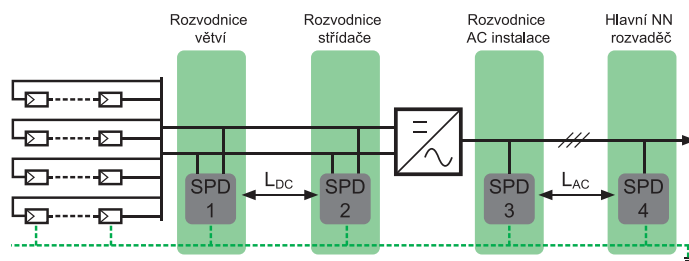 Rozvodnice
větví
Rozvodnice
střídače
Rozvodnice
AC instalace
Hlavní NN
rozvaděč
SPD
1
LDC
SPD
2
SPD
3
LAC
SPD
4